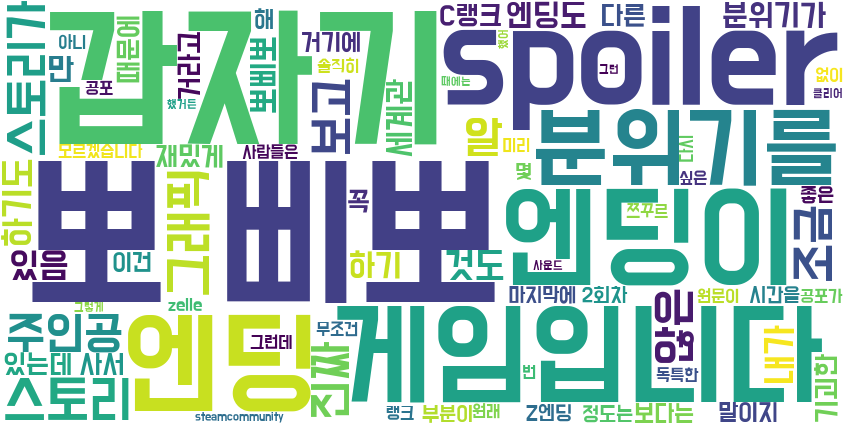 스토리가
아니
만
공포
때문에
했거든
거라고
갑자기
해
뽀삐뽀
거기에
솔직히
보고
세계관
C랭크
엔딩도
다른
분위기가
때에는
했어
spoiler
그런
없이
클리어
모르겠습니다
재밌게
사람들은
알
미리
몇
분위기를
다시
싶은
좋은
하기도
뽀삐뽀
그래픽
꼭
엔딩이
쯔꾸르
조금
있음
이건
하기
것도
사운드
그렇게
zelle
마지막에
2회차
원문이
시간을
공포가
주인공
엔딩
그런데
무조건
게임입니다
굉장히
내가
있는데
사서
진짜
번
독특한
기괴한
스토리
steamcommunity
랭크
부분이
원래
Z엔딩
정도는
보다는
말이지